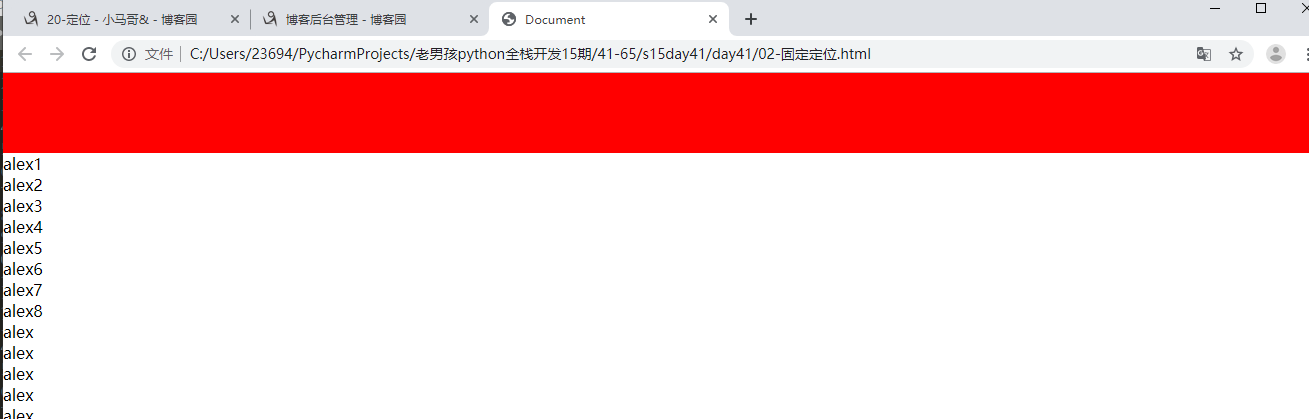 20-定位 - 小马哥& - 博客园
博客后台管理 - 博客园
Document
文件
C:/Users/23694/PycharmProjects/老男孩python全栈开发15期/41-65/s15day41/day41/02-固定定位.html
alex1
alex2
alex3
alex4
alex5
alex6
alex7
alex8
alex
alex
alex
alex
alex